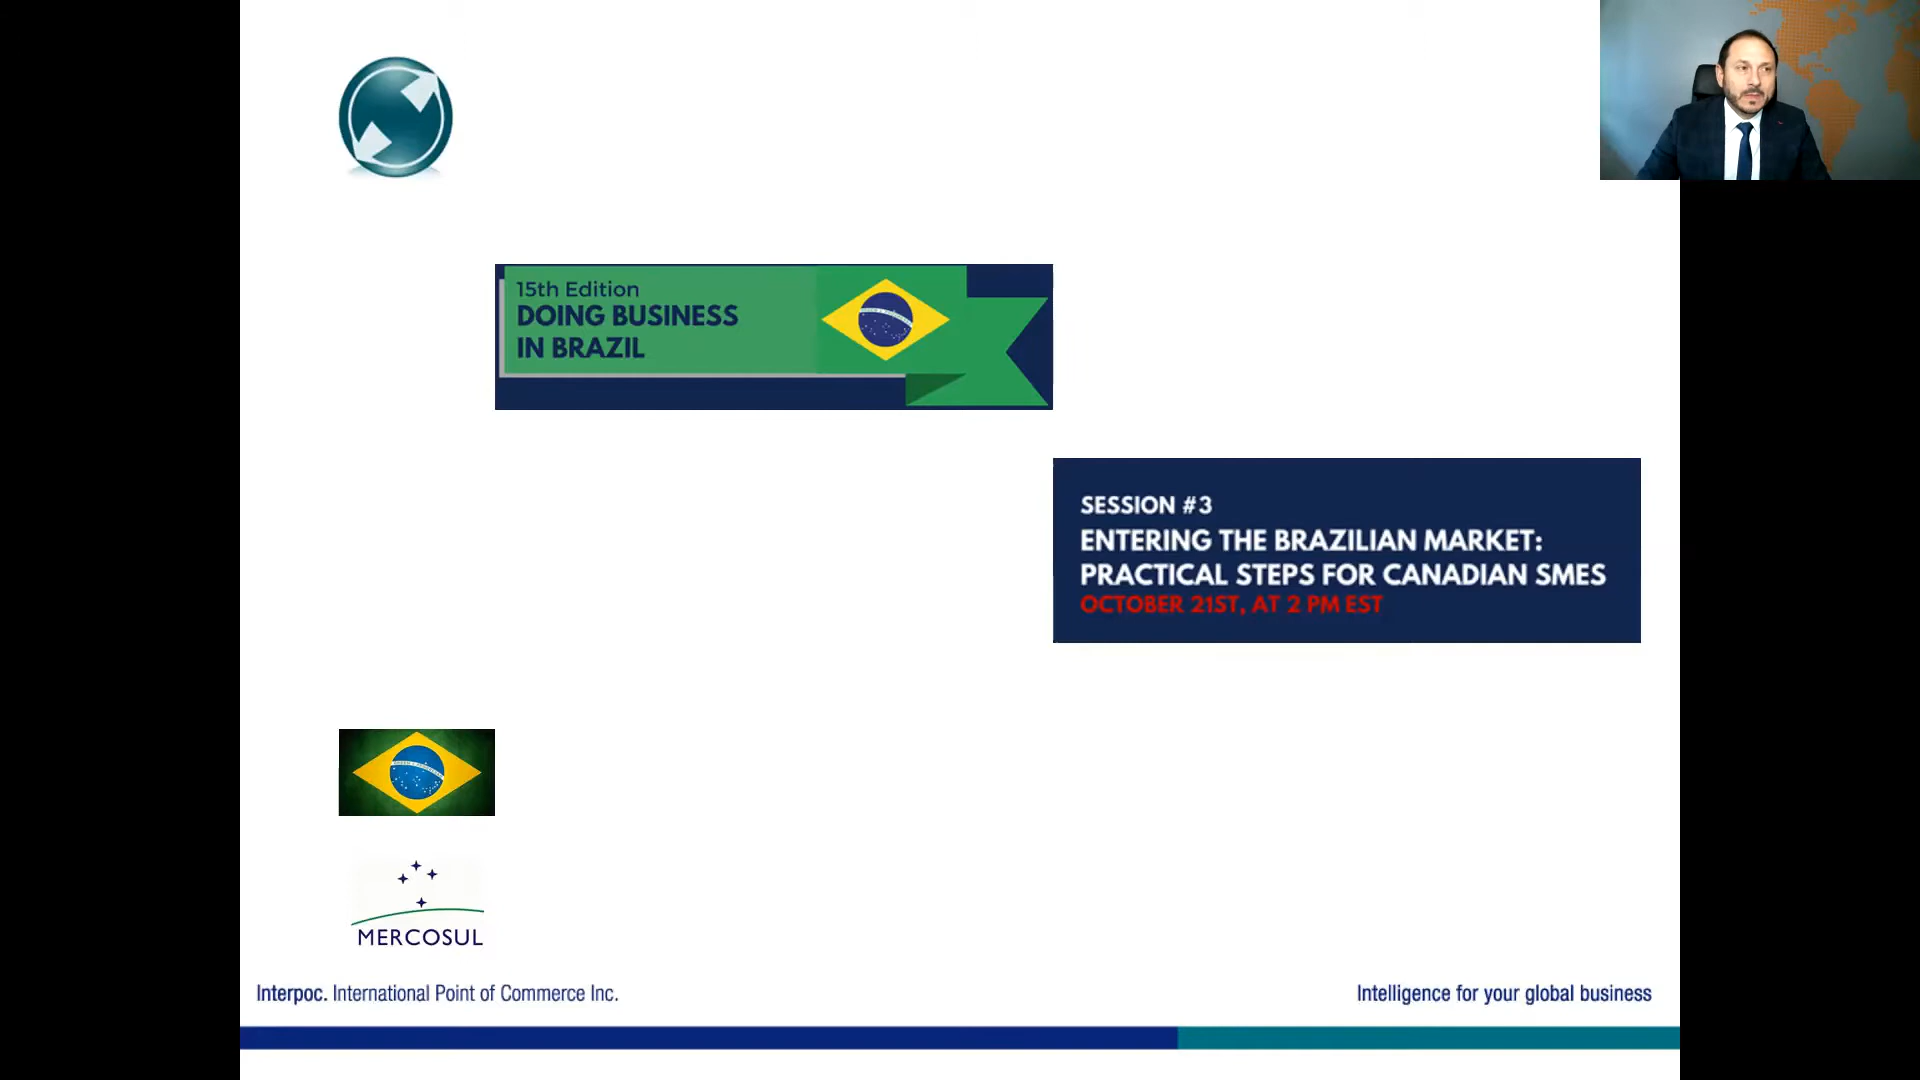 15th Edition
DOING BUSINESS
IN BRAZIL
SESSION #3
ENTERING THE BRAZILIAN MARKET:
PRACTICAL STEPS FOR CANADIAN SMES
OCTOBER 21ST, AT 2 PM EST
MERCOSUL
Interpoc. International Point of Commerce Inc.
Intelligence for your global business